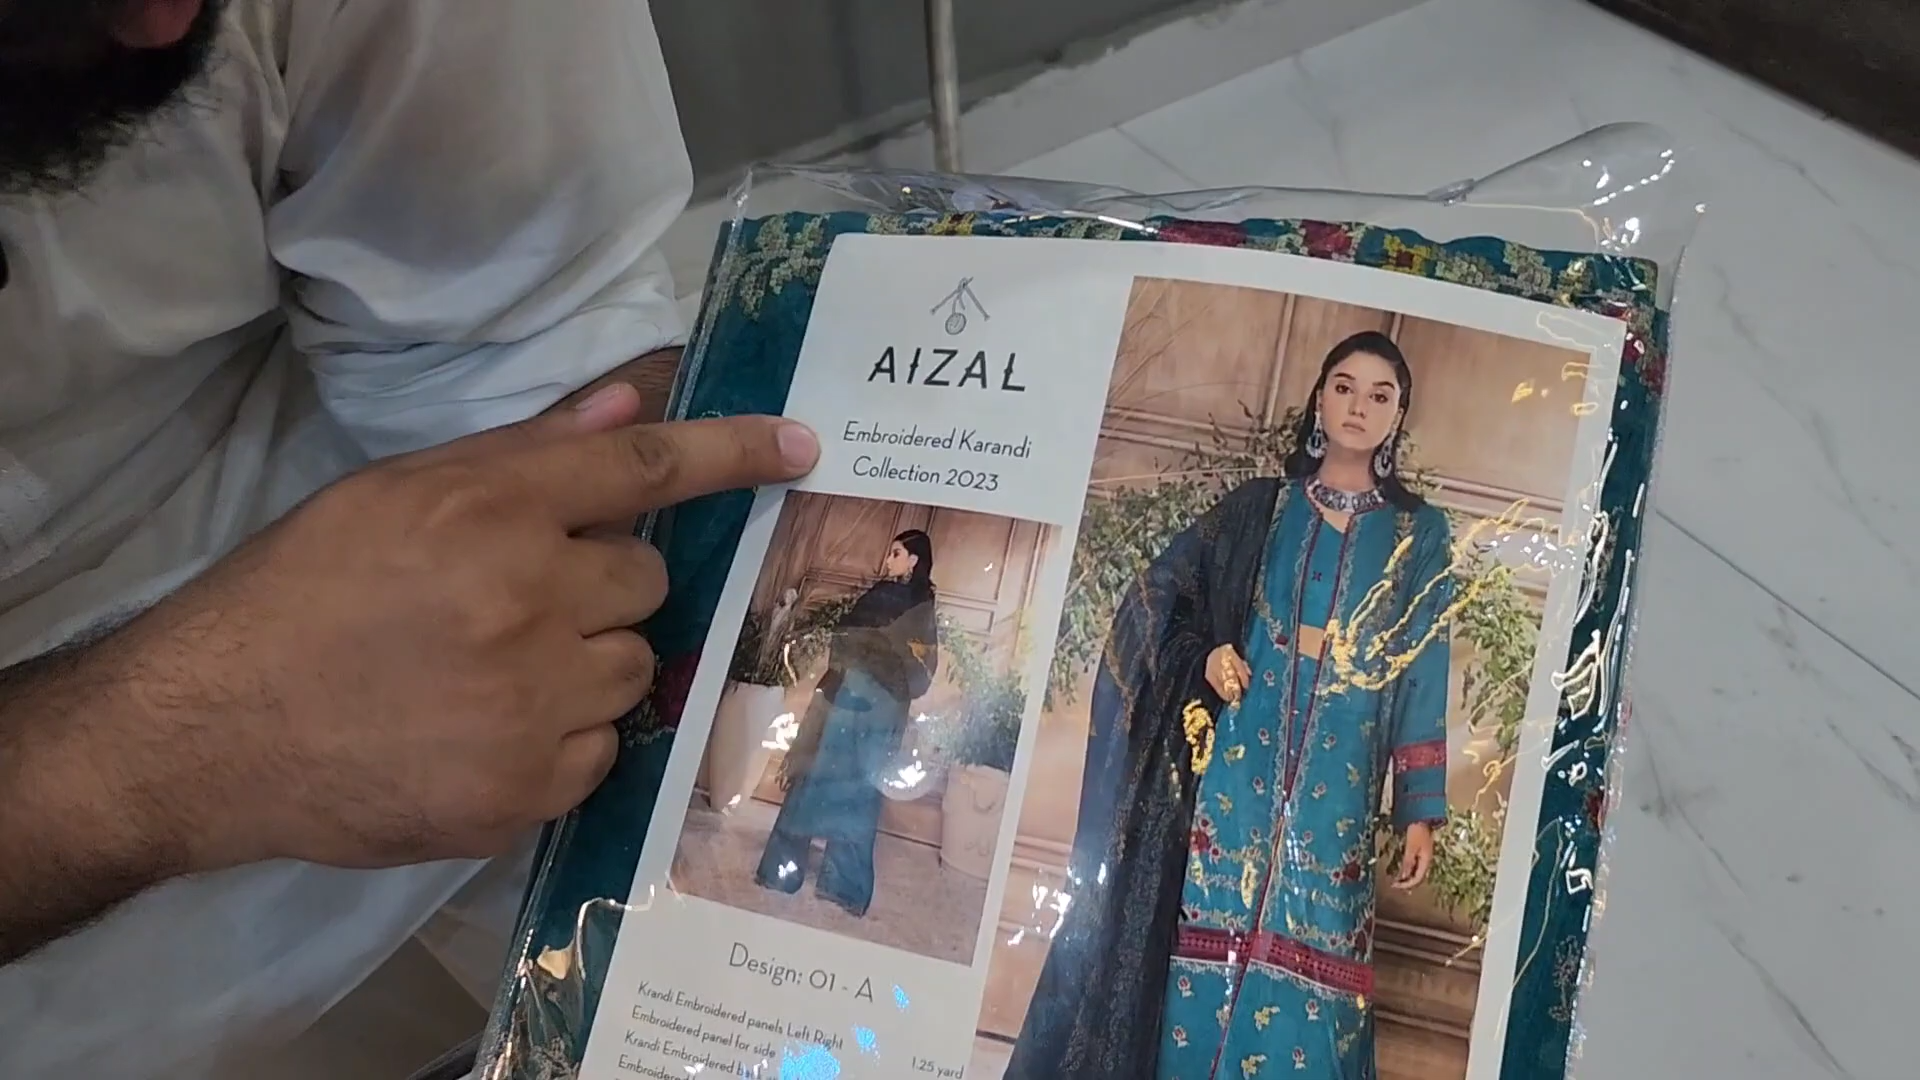 AIZAL
Embroidered Karandi
Collection 2023
Design; 01 - A
Krandi Embroidered panels Left Right
Embroidered panel for side
1.25 yard
Krandi Embroidered
Embroidered